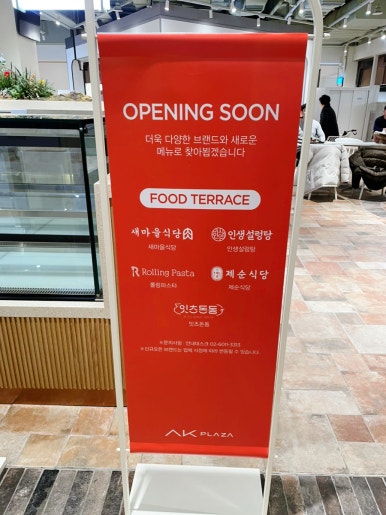 OPENING SOON
더욱 다양한 브랜드와 새로운
메뉴로 찾아뵙겠습니다
FOOD TERRACE
새마을식당
새마을식당
인생설렁탕
인생설렁탕
Rolling Pasta
롤링파스타
제순식당
제순식당
잇츠돈돔
잇츠돈돔
AK PLAZA